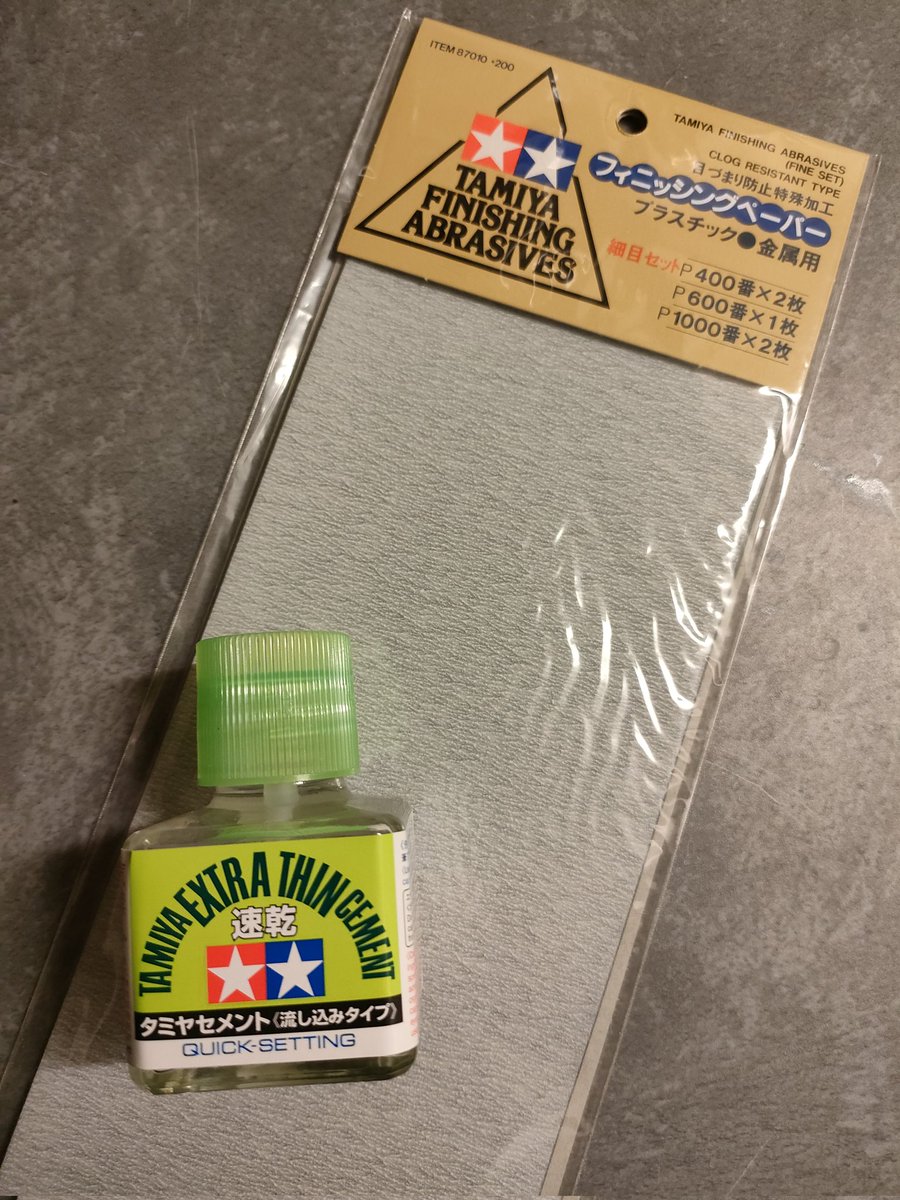 ITEM 87010 •200
TAMIYA FINISHING ABRASIVES
(FINE SET)
CLOG RESISTANT TYPE
目づまり防止特殊加工
フィニッシングペーパー
プラスチック●金属用
TAMIYA
FINISHING
ABRASIVES
細目セット
P400番×2枚
P600番×1枚
P1000番×2枚
TAMIYA EXTRA THIN CEMENT
速乾
タミヤセメント《流し込みタイプ》
QUICK-SETTING